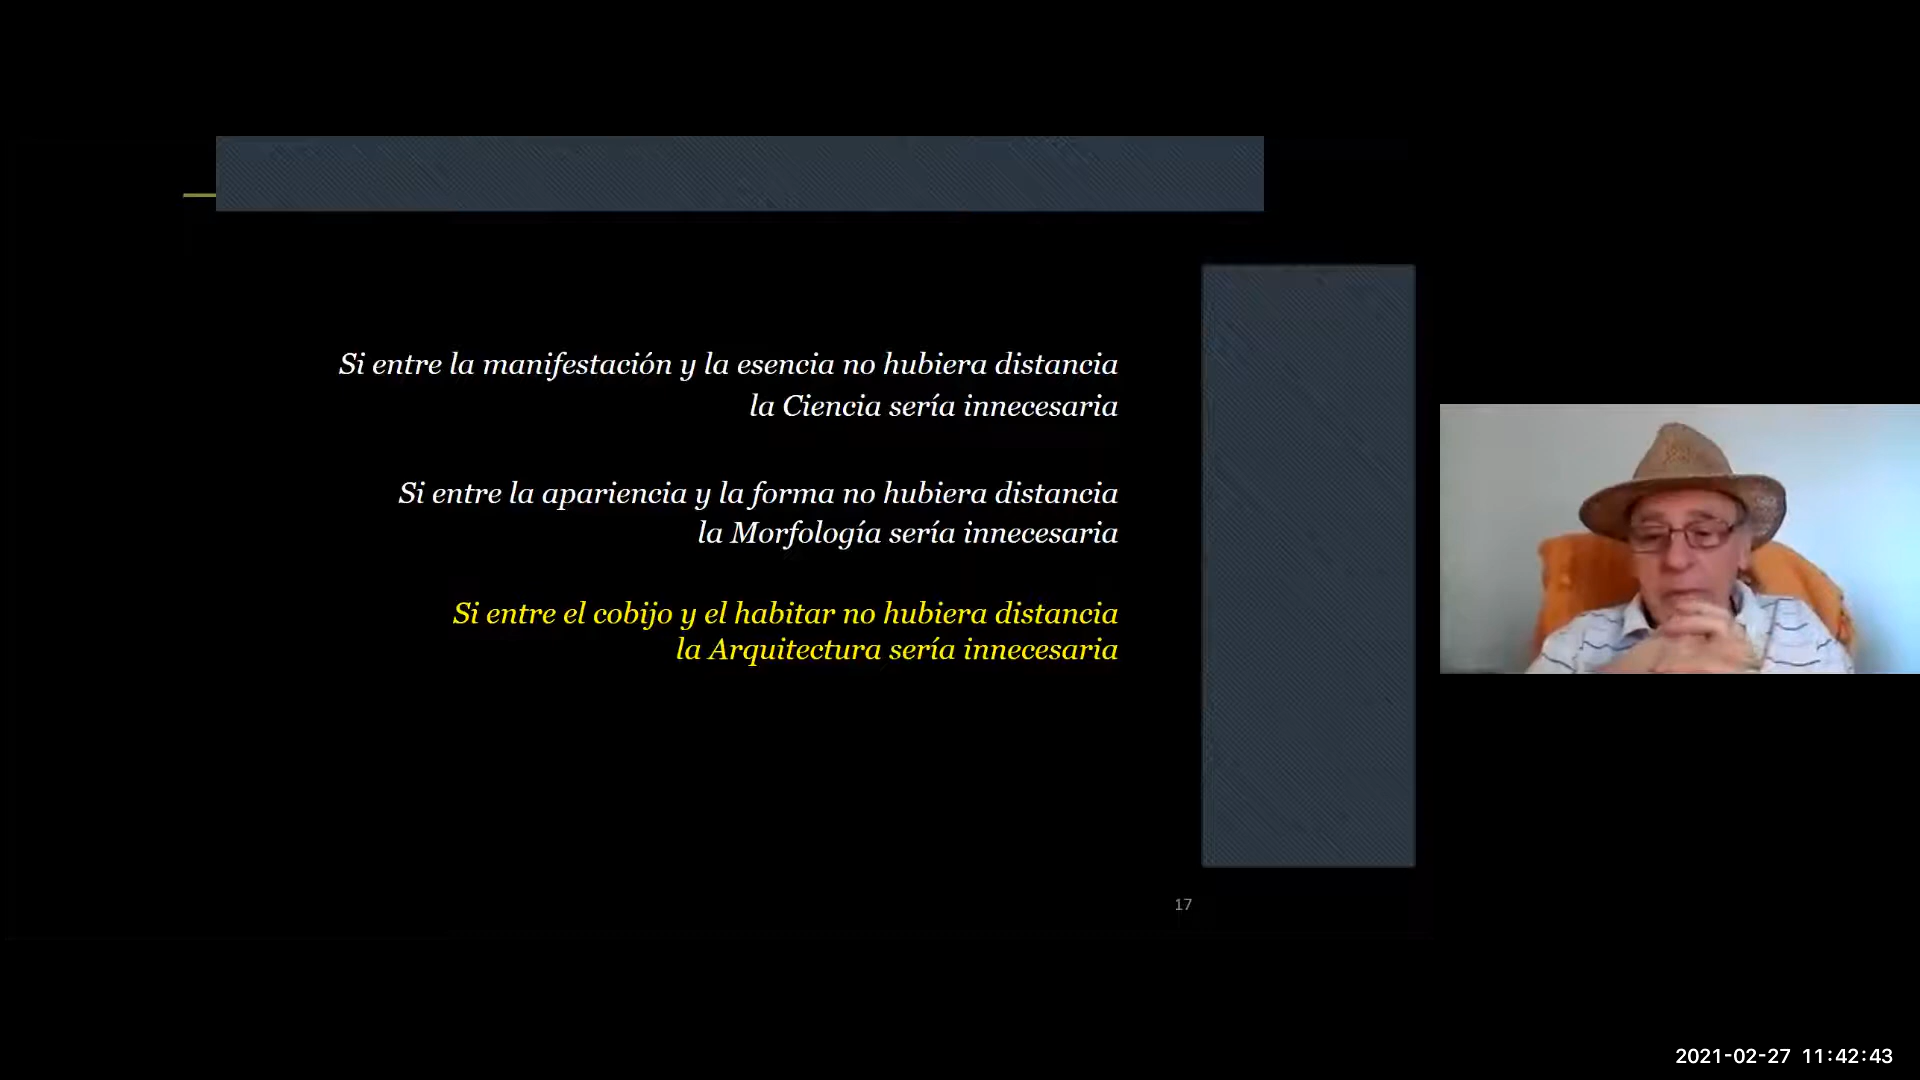 Si entre la manifestación y la esencia no hubiera distancia
la Ciencia sería innecesaria
Si entre la apariencia y la forma no hubiera distancia
la Morfología sería innecesaria
Si entre el cobijo y el habitar no hubiera distancia
la Arquitectura sería innecesaria
17
2021-02-27 11:42:43